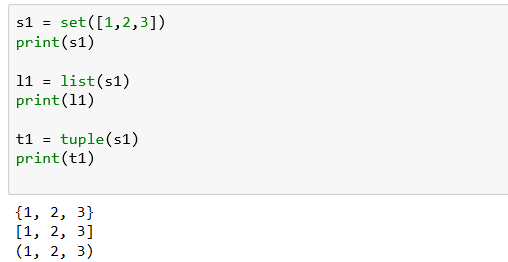 s1 = set([1,2,3])
print(s1)
l1 = list(s1)
print(l1)
t1 = tuple(s1)
print(t1)
{1, 2, 3}
[1, 2, 3]
(1, 2, 3)